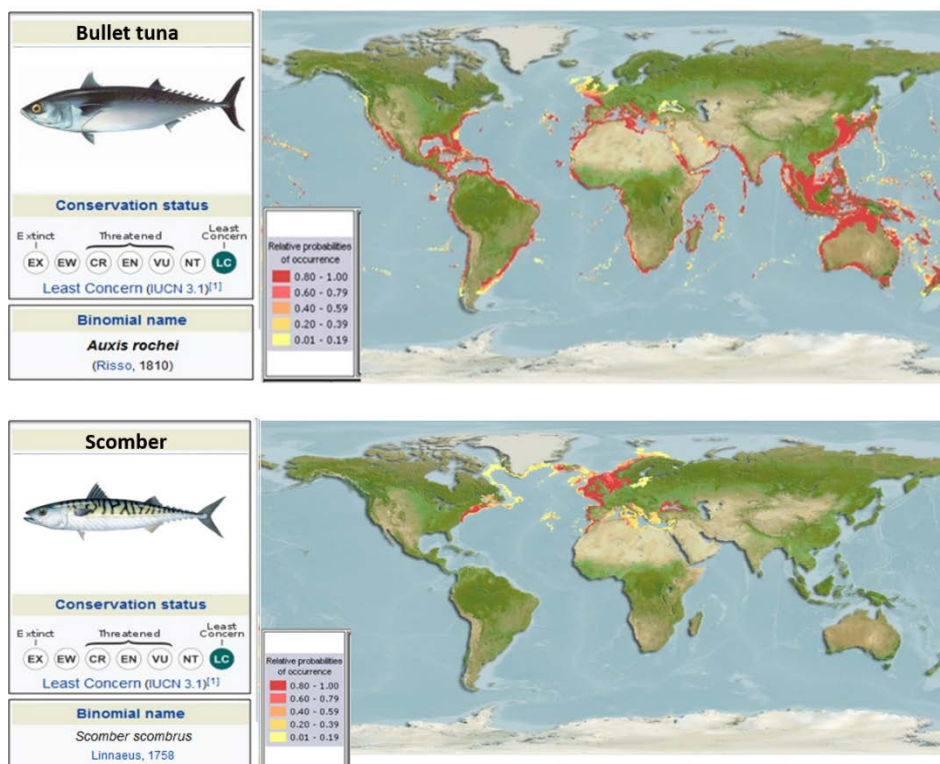 Bullet tuna
Conservation status
Extinct
Threatened
Least
Concern
EX EW CR EN VU NT LC
Least Concern (IUCN 3.1)[1]
Binomial name
Auxis rochei
(Risso, 1810)
Relative probabilities
of occurrence
0.80 - 1.00
0.60 - 0.79
0.40 - 0.59
0.20 - 0.39
0.01 - 0.19
Scomber
Conservation status
Extinct
Threatened
Least
Concern
EX EW CR EN VU NT LC
Least Concern (IUCN 3.1)[1]
Binomial name
Scomber scombrus
Linnaeus, 1758
Relative probabilities
of occurrence
0.80 - 1.00
0.60 - 0.79
0.40 - 0.59
0.20 - 0.39
0.01 - 0.19